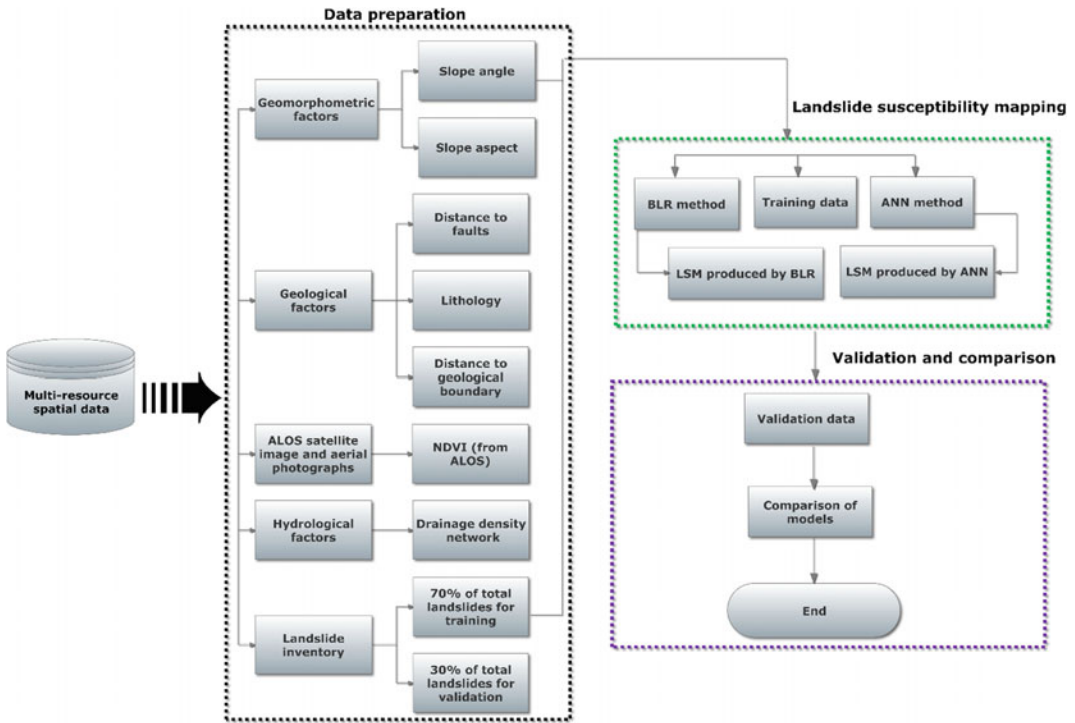 Data preparation
Multi-resource
spatial data
Geomorphometric
factors
Slope angle
Slope aspect
Geological
factors
Distance to
faults
Lithology
Distance to
geological
boundary
ALOS satellite
image and aerial
photographs
NDVI (from
ALOS)
Hydrological
factors
Drainage density
network
Landslide
inventory
70% of total
landslides for
training
30% of total
landslides for
validation
Landslide susceptibility mapping
BLR method
Training data
ANN method
LSM produced by BLR
LSM produced by ANN
Validation and comparison
Validation data
Comparison of
models
End